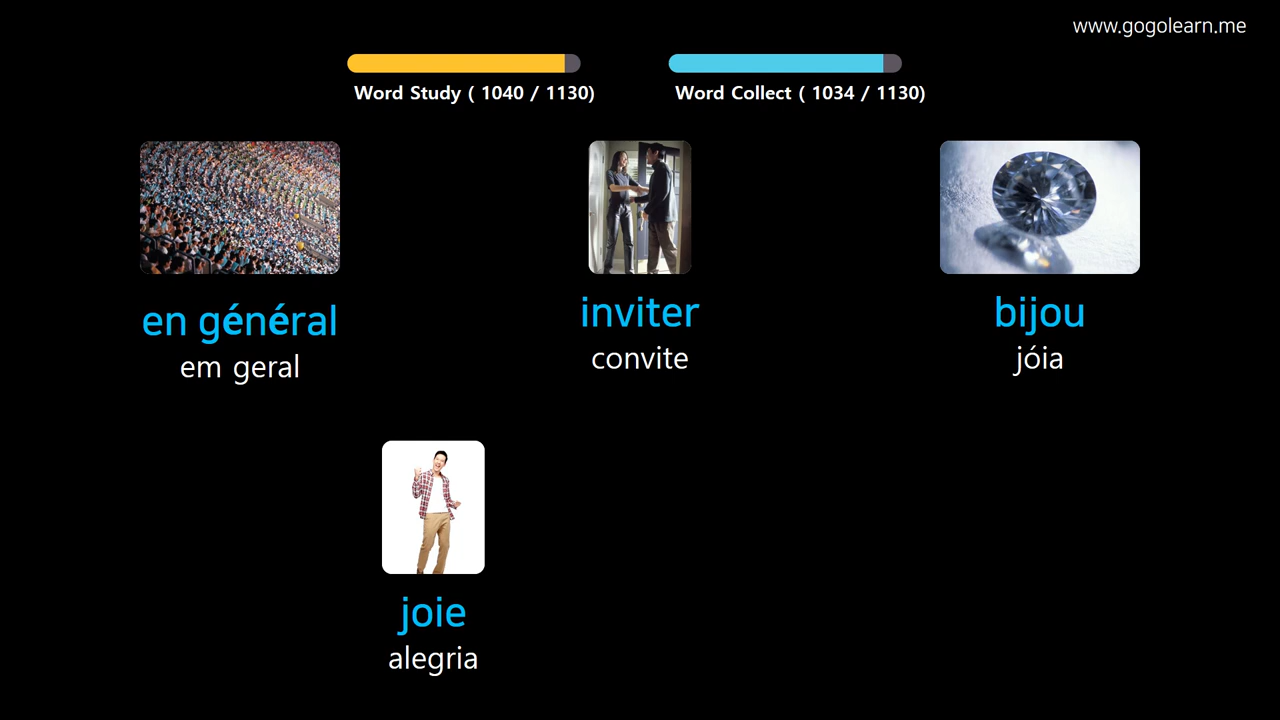 www.gogolearn.me
Word Study ( 1040 / 1130)
Word Collect ( 1034 / 1130)
en général
em geral
inviter
convite
bijou
jóia
joie
alegria